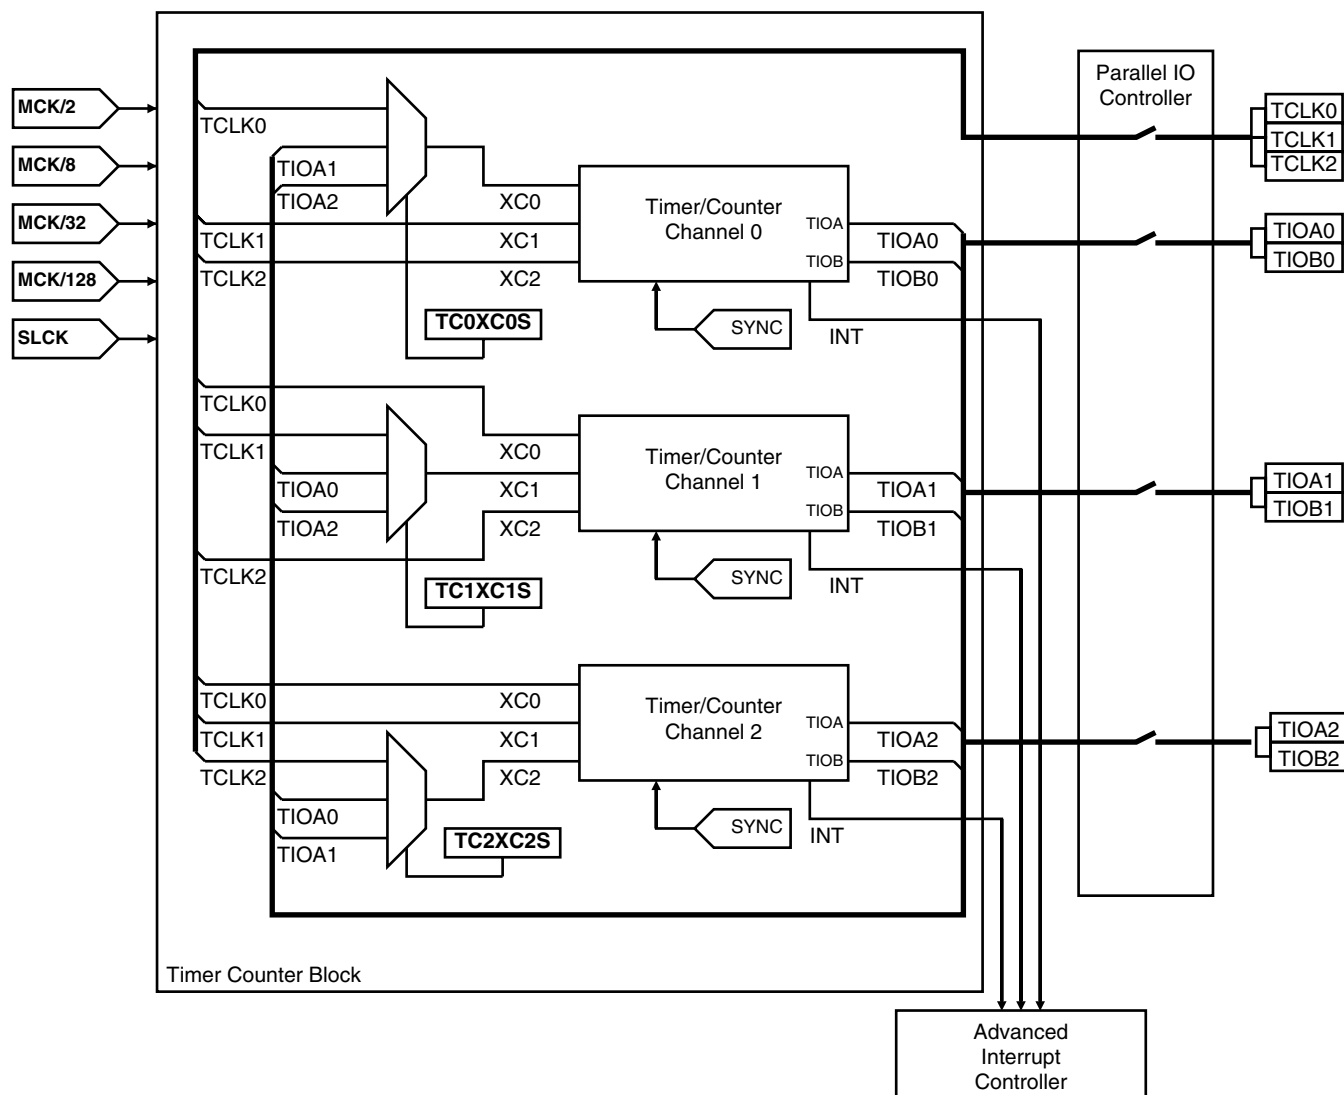 MCK/2
MCK/8
MCK/32
MCK/128
SLCK
TCLK0
TIOA1
TIOA2
TCLK1
TCLK2
XC0
XC1
XC2
TC0XC0S
Timer/Counter
Channel 0
TIOA
TIOB
SYNC
INT
TIOA0
TIOB0
TCLK0
TCLK1
TIOA0
TIOA2
TCLK2
XC0
XC1
XC2
TC1XC1S
Timer/Counter
Channel 1
TIOA
TIOB
SYNC
INT
TIOA1
TIOB1
TCLK0
TCLK1
TCLK2
TIOA0
TIOA1
XC0
XC1
XC2
TC2XC2S
Timer/Counter
Channel 2
TIOA
TIOB
SYNC
INT
TIOA2
TIOB2
Timer Counter Block
Parallel IO
Controller
TCLK0
TCLK1
TCLK2
TIOA0
TIOB0
TIOA1
TIOB1
TIOA2
TIOB2
Advanced
Interrupt
Controller